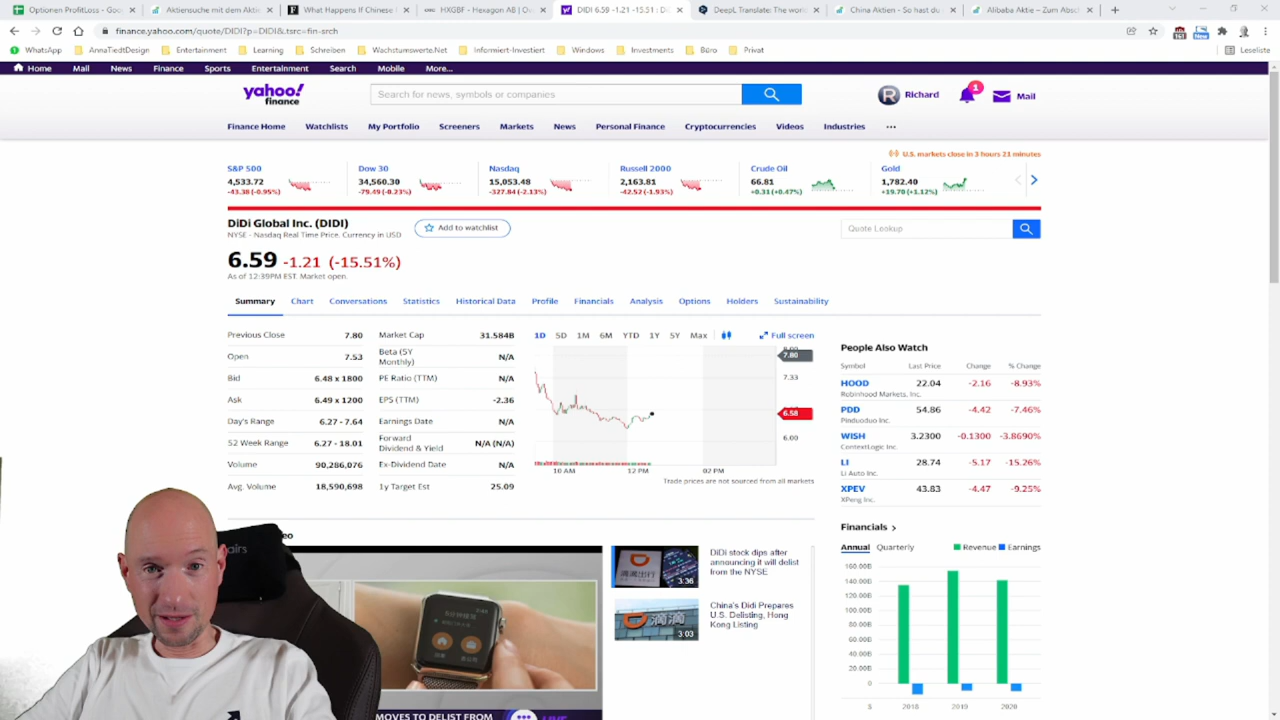 Optionen ProfitLoss - Goo
Aktiensuche mit dem Aktie
What Happens If Chinese
HXGBF - Hexagon AB | Ov
DIDI 6.59 -1.21 -15.51 : D
DeepL Translate: The wor
China Aktien - So hast du
Alibaba Aktie – Zum Absc
finance.yahoo.com/quote/DIDI?p=DIDI&.tsrc=fin-srch
WhatsApp
AnnaTiedtDesign
Entertainment
Learning
Schreiben
Wachstumswerte.Net
Informiert-Investiert
Windows
Investments
Büro
Privat
Leseliste
Home
Mail
News
Finance
Sports
Entertainment
Search
Mobile
More...
yahoo!
finance
Search for news, symbols or companies
R
Richard
1
Mail
Finance Home
Watchlists
My Portfolio
Screeners
Markets
News
Personal Finance
Cryptocurrencies
Videos
Industries
...
U.S. markets close in 3 hours 21 minutes
S&P 500
4,533.72
-43.38 (-0.95%)
Dow 30
34,560.30
-79.49 (-0.23%)
Nasdaq
15,053.48
-327.84 (-2.13%)
Russell 2000
2,163.81
-42.52 (-1.93%)
Crude Oil
66.81
+0.31 (+0.47%)
Gold
1,782.40
+19.70 (+1.12%)
DiDi Global Inc. (DIDI)
NYSE - Nasdaq Real Time Price. Currency in USD
Add to watchlist
Quote Lookup
6.59 -1.21 (-15.51%)
As of 12:39PM EST. Market open.
Summary
Chart
Conversations
Statistics
Historical Data
Profile
Financials
Analysis
Options
Holders
Sustainability
Previous Close 7.80
Open 7.53
Bid 6.48 x 1800
Ask 6.49 x 1200
Day's Range 6.27 - 7.64
52 Week Range 6.27 - 18.01
Volume 90,286,076
Avg. Volume 18,590,698
Market Cap 31.584B
Beta (5Y
Monthly) N/A
PE Ratio (TTM) N/A
EPS (TTM) -2.36
Earnings Date N/A
Forward
Dividend & Yield N/A (N/A)
Ex-Dividend Date N/A
1y Target Est 25.09
1D 5D 1M 6M YTD 1Y 5Y Max
Full screen
7.80
7.33
6.58
6.00
10 AM
12 PM
02 PM
Trade prices are not sourced from all markets
People Also Watch
Symbol Last Price Change % Change
HOOD 22.04 -2.16 -8.93%
Robinhood Markets, Inc.
PDD 54.86 -4.42 -7.46%
Pinduoduo Inc.
WISH 3.2300 -0.1300 -3.8690%
ContextLogic Inc.
LI 28.74 -5.17 -15.26%
Li Auto Inc.
XPEV 43.83 -4.47 -9.25%
XPeng Inc.
Financials
Annual Quarterly
Revenue Earnings
160.00B
140.00B
120.00B
100.00B
80.00B
60.00B
40.00B
20.00B
0
$ 2018 2019 2020
eo
airs
滴滴出行
3:36
DiDi stock dips after
announcing it will delist
from the NYSE
滴滴
3:03
China's Didi Prepares
U.S. Delisting, Hong
Kong Listing
MOVES TO DELIST FROM
LIVE